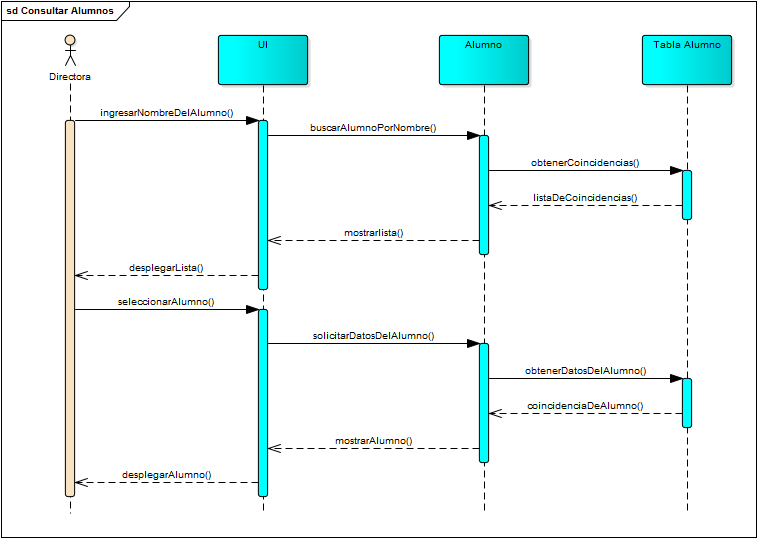 sd Consultar Alumnos
UI
Alumno
Tabla Alumno
Directora
ingresarNombreDelAlumno()
buscarAlumnoPorNombre()
obtenerCoincidencias()
listaDeCoincidencias()
mostrarlista()
desplegarLista()
seleccionarAlumno()
solicitarDatosDelAlumno()
obtenerDatosDelAlumno()
coincidenciaDeAlumno()
mostrarAlumno()
desplegarAlumno()